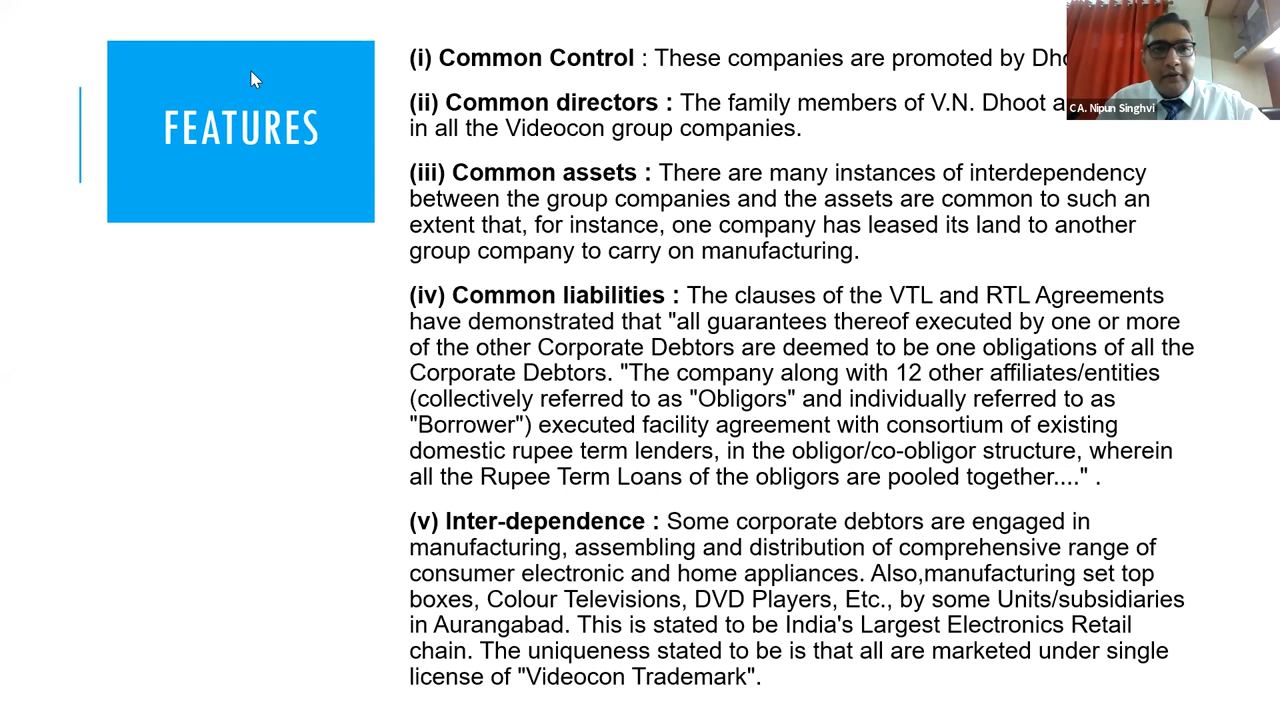 FEATURES
(i) Common Control : These companies are promoted by
(ii) Common directors : The family members of V.N. Dhoot
in all the Videocon group companies.
(iii) Common assets : There are many instances of interdependency
between the group companies and the assets are common to such an
extent that, for instance, one company has leased its land to another
group company to carry on manufacturing.
(iv) Common liabilities : The clauses of the VTL and RTL Agreements
have demonstrated that "all guarantees thereof executed by one or more
of the other Corporate Debtors are deemed to be one obligations of all the
Corporate Debtors. "The company along with 12 other affiliates/entities
(collectively referred to as "Obligors" and individually referred to as
"Borrower") executed facility agreement with consortium of existing
domestic rupee term lenders, in the obligor/co-obligor structure, wherein
all the Rupee Term Loans of the obligors are pooled together...." .
(v) Inter-dependence : Some corporate debtors are engaged in
manufacturing, assembling and distribution of comprehensive range of
consumer electronic and home appliances. Also,manufacturing set top
boxes, Colour Televisions, DVD Players, Etc., by some Units/subsidiaries
in Aurangabad. This is stated to be India's Largest Electronics Retail
chain. The uniqueness stated to be is that all are marketed under single
license of "Videocon Trademark".
CA. Nipun Singhvi